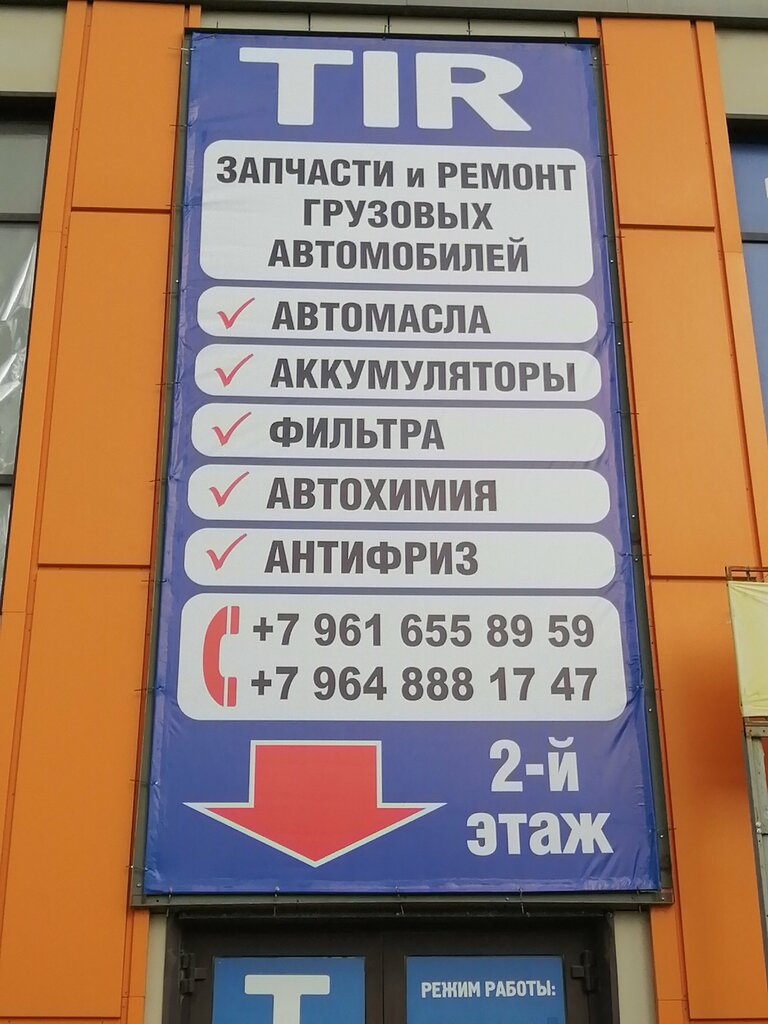 TIR
ЗАПЧАСТИ и РЕМОНТ
ГРУЗОВЫХ
АВТОМОБИЛЕЙ
АВТОМАСЛА
АККУМУЛЯТОРЫ
ФИЛЬТРА
АВТОХИМИЯ
АНТИФРИЗ
+7 961 655 89 59
+7 964 888 17 47
2-й
этаж
T
РЕЖИМ РАБОТЫ: